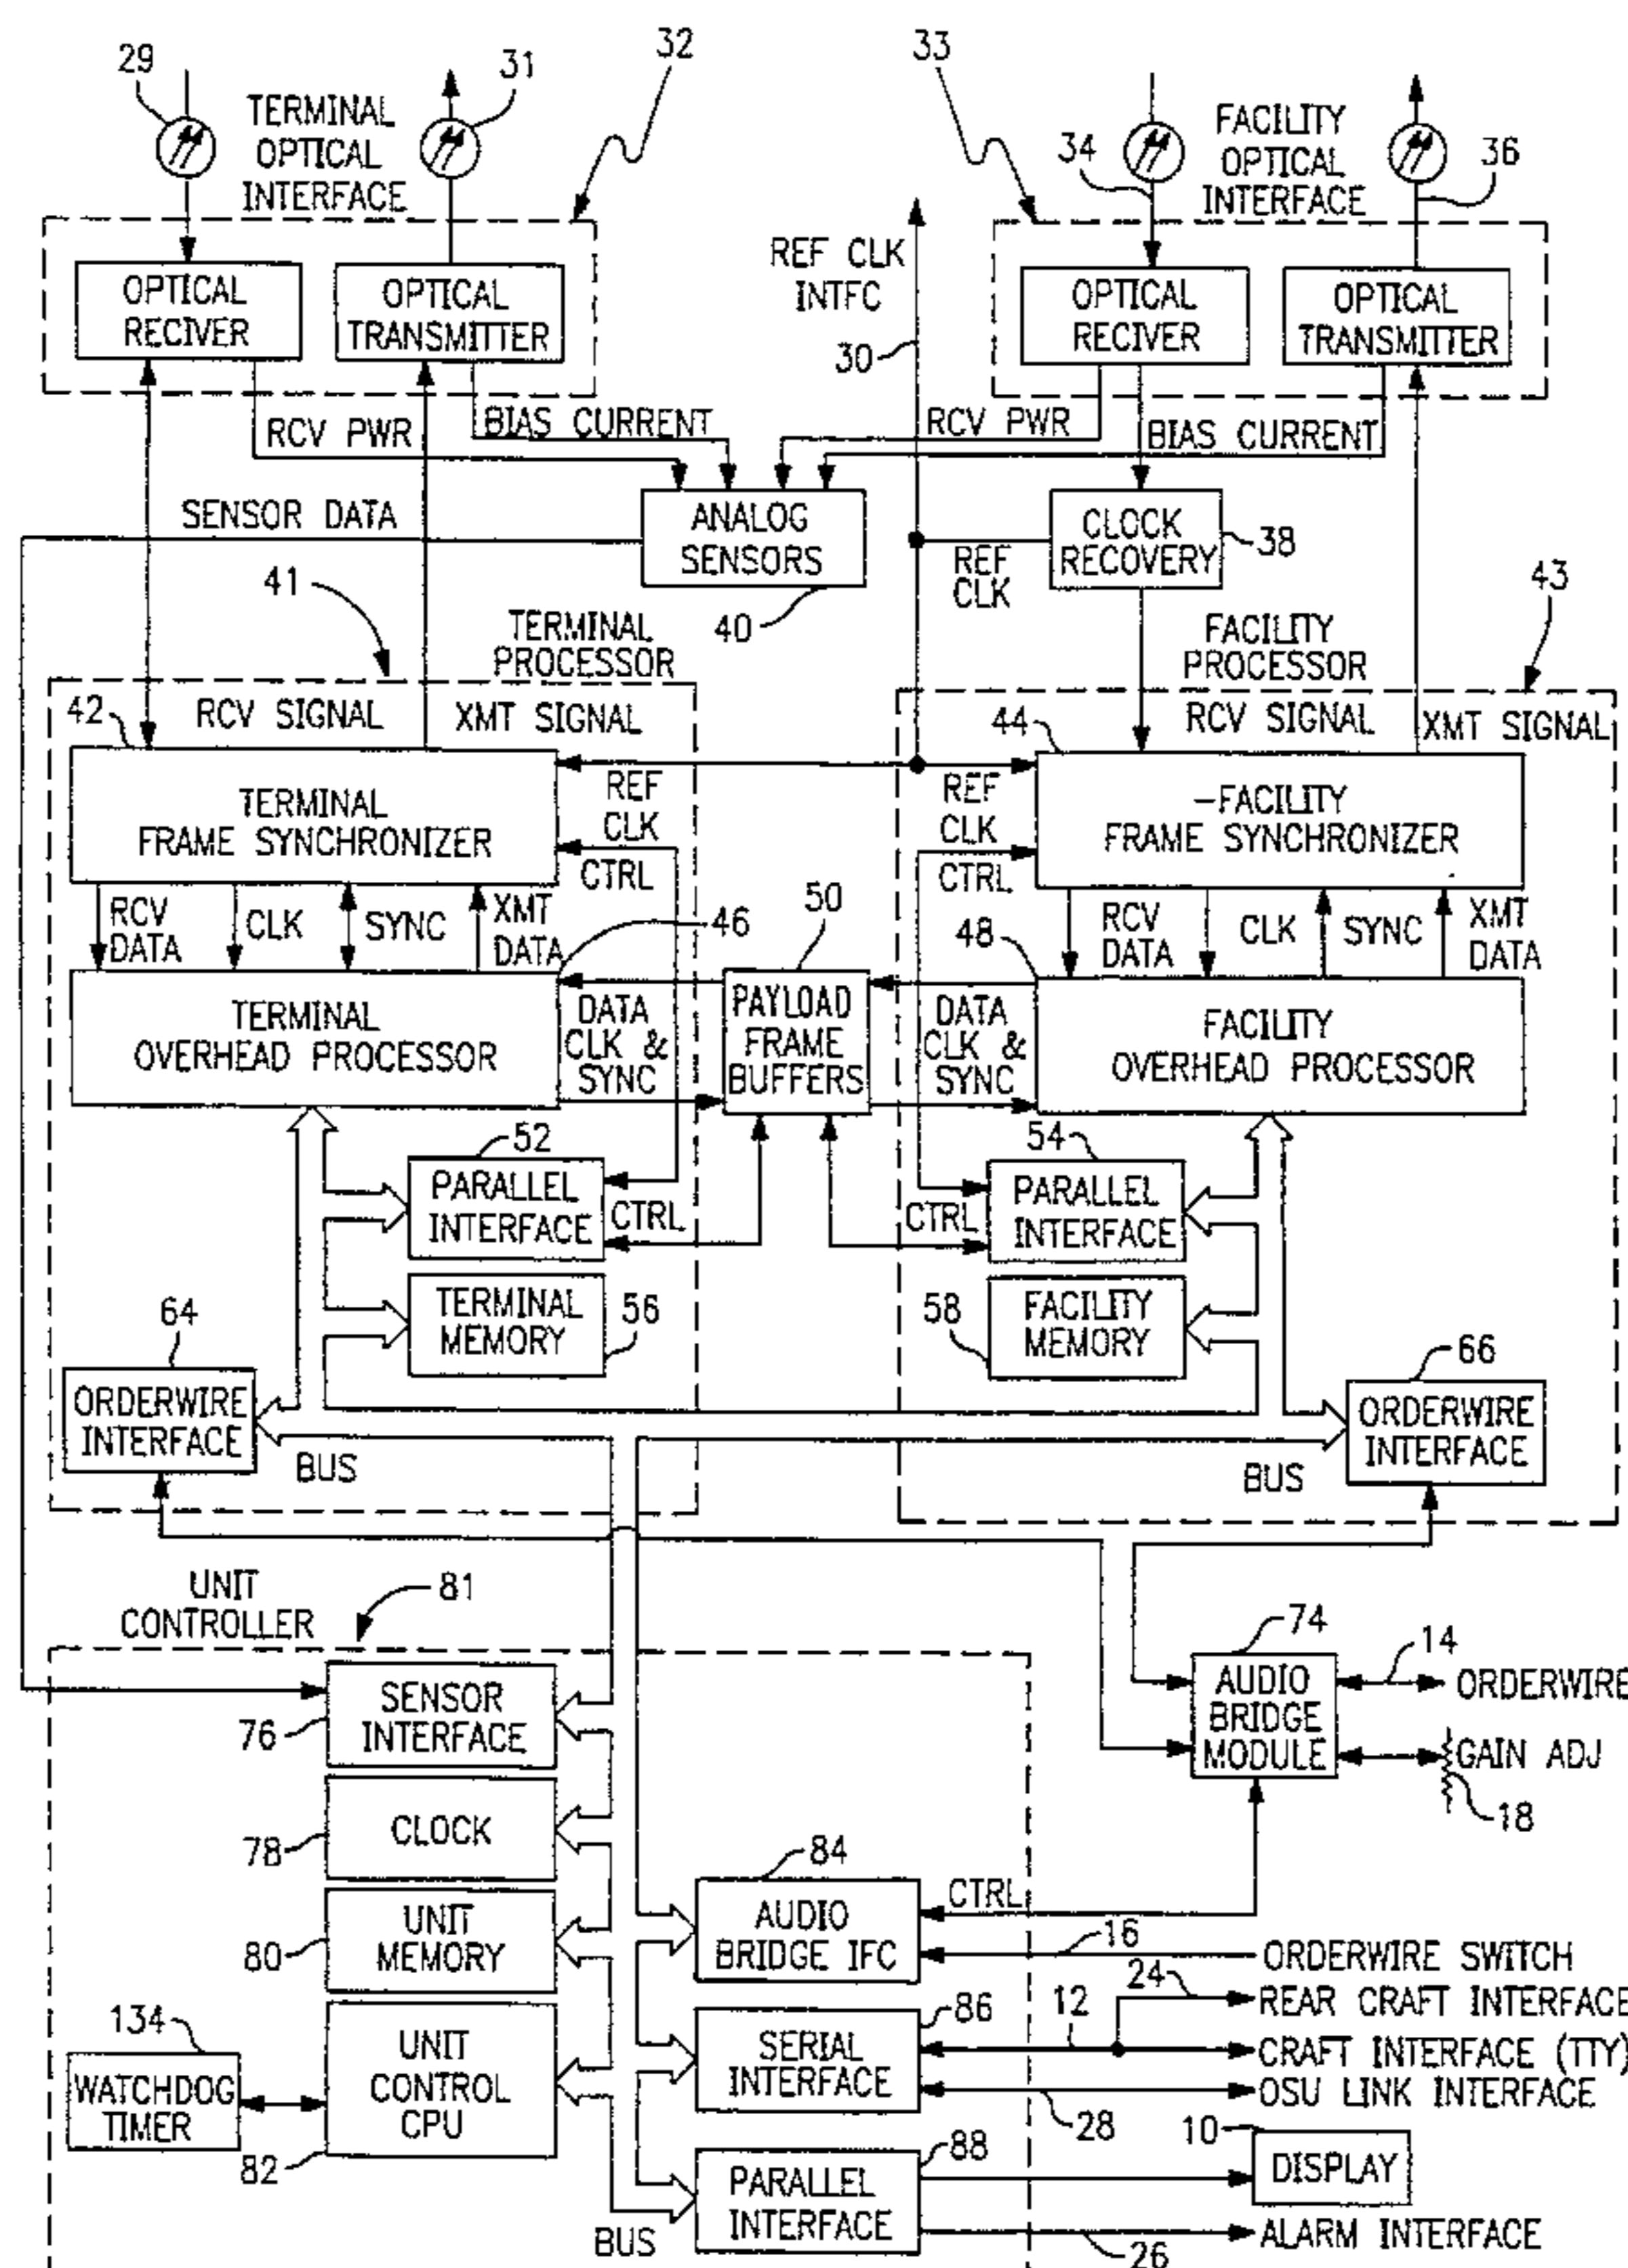 29
31
32
33
34
36
TERMINAL
OPTICAL
INTERFACE
FACILITY
OPTICAL
INTERFACE
OPTICAL
RECIVER
OPTICAL
TRANSMITTER
REF CLK
INTFC
30
OPTICAL
RECIVER
OPTICAL
TRANSMITTER
RCV PWR
BIAS CURRENT
RCV PWR
BIAS CURRENT
SENSOR DATA
ANALOG
SENSORS
40
CLOCK
RECOVERY
38
REF
CLK
41
TERMINAL
PROCESSOR
FACILITY
PROCESSOR
43
42
RCV SIGNAL
XMT SIGNAL
44
RCV SIGNAL
XMT SIGNAL
TERMINAL
FRAME SYNCHRONIZER
REF
CLK
CTRL
REF
CLK
CTRL
-FACILITY
FRAME SYNCHRONIZER
RCV
DATA
CLK
SYNC
XMT
DATA
46
50
48
RCV
DATA
CLK
SYNC
XMT
DATA
TERMINAL
OVERHEAD PROCESSOR
DATA
CLK &
SYNC
PAYLOAD
FRAME
BUFFERS
DATA
CLK &
SYNC
FACILITY
OVERHEAD PROCESSOR
52
PARALLEL
INTERFACE
CTRL
CTRL
54
PARALLEL
INTERFACE
TERMINAL
MEMORY
56
58
FACILITY
MEMORY
64
ORDERWIRE
INTERFACE
BUS
66
ORDERWIRE
INTERFACE
BUS
UNIT
CONTROLLER
81
SENSOR
INTERFACE
76
CLOCK
78
UNIT
MEMORY
80
134
WATCHDOG
TIMER
UNIT
CONTROL
CPU
82
74
AUDIO
BRIDGE
MODULE
14
ORDERWIRE
GAIN ADJ
18
84
AUDIO
BRIDGE IFC
CTRL
16
ORDERWIRE SWITCH
24
REAR CRAFT INTERFACE
86
SERIAL
INTERFACE
12
CRAFT INTERFACE (TTY)
OSU LINK INTERFACE
28
88
PARALLEL
INTERFACE
BUS
10
DISPLAY
26
ALARM INTERFACE